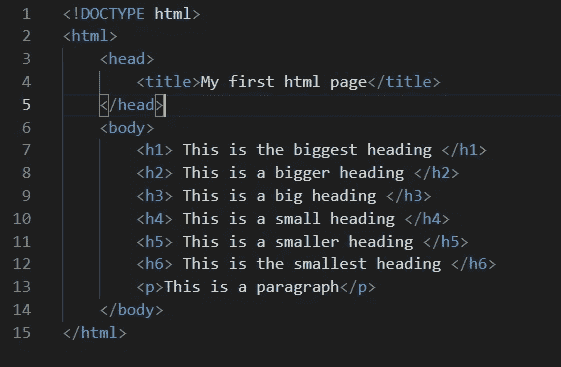 1 <!DOCTYPE html>
2 <html>
3     <head>
4         <title>My first html page</title>
5     </head>
6     <body>
7         <h1> This is the biggest heading </h1>
8         <h2> This is a bigger heading </h2>
9         <h3> This is a big heading </h3>
10         <h4> This is a small heading </h4>
11         <h5> This is a smaller heading </h5>
12         <h6> This is the smallest heading </h6>
13         <p>This is a paragraph</p>
14     </body>
15 </html>